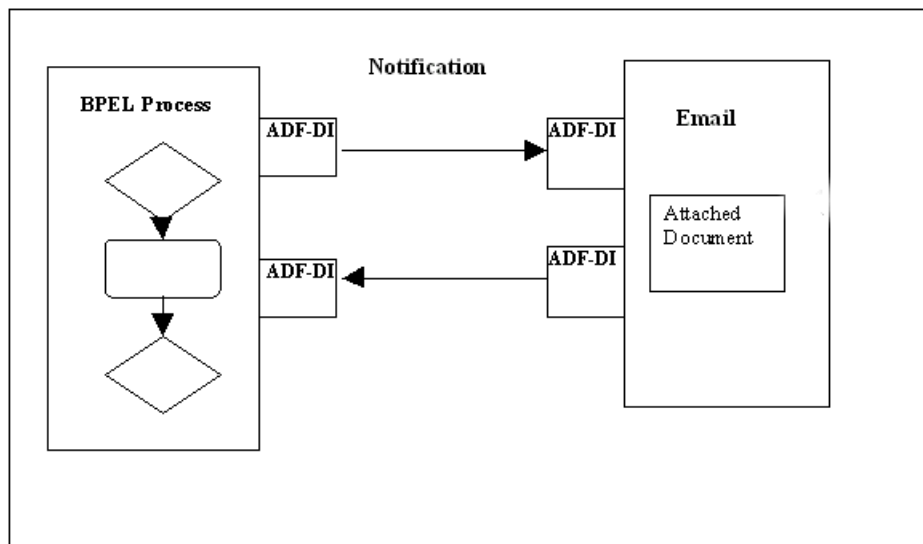 Notification
BPEL Process
ADF-DI
ADF-DI
Email
Attached
Document
ADF-DI
ADF-DI